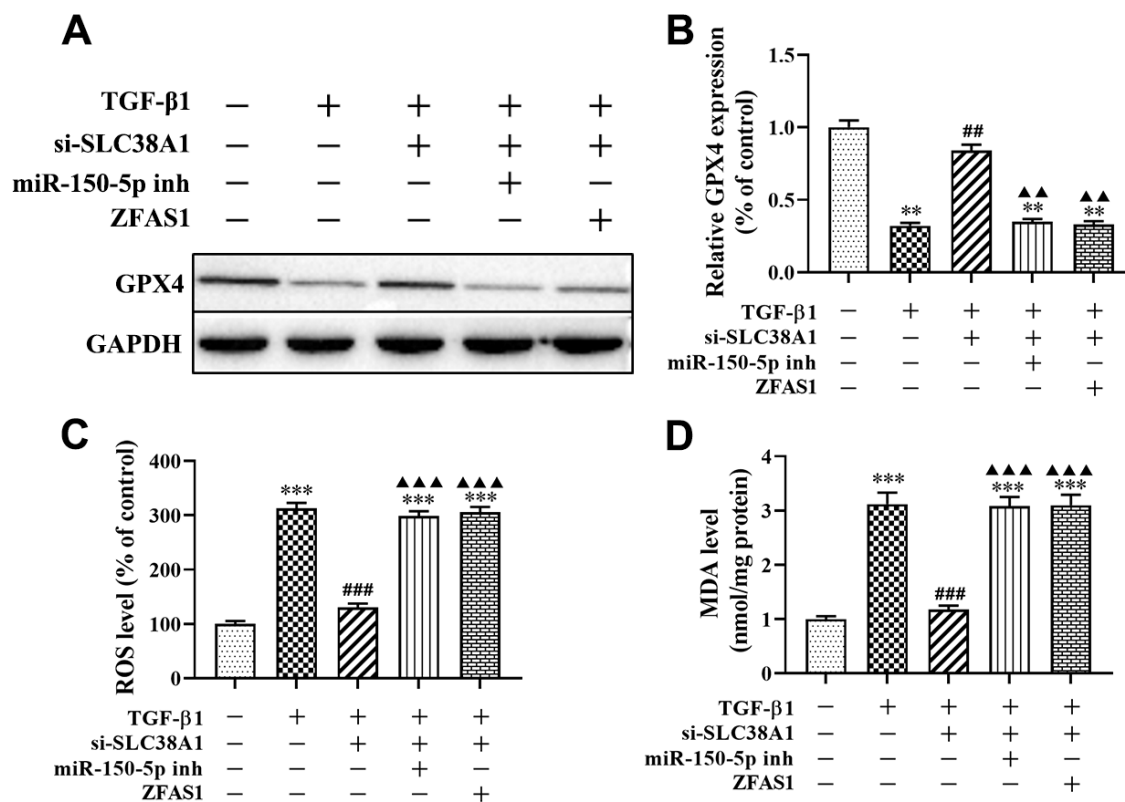 A
TGF-β1 − + + + +
si-SLC38A1 − − + + +
miR-150-5p inh − − − + −
ZFAS1 − − − − +
GPX4
GAPDH
B
Relative GPX4 expression
(% of control)
1.5
1.0
0.5
0.0
** ## ▲▲ ** ▲▲ **
TGF-β1 − + + + +
si-SLC38A1 − − + + +
miR-150-5p inh − − − + −
ZFAS1 − − − − +
C
ROS level (% of control)
400
300
200
100
0
*** ### ▲▲▲ *** ▲▲▲ ***
TGF-β1 − + + + +
si-SLC38A1 − − + + +
miR-150-5p inh − − − + −
ZFAS1 − − − − +
D
MDA level
(nmol/mg protein)
4
3
2
1
0
*** ### ▲▲▲ *** ▲▲▲ ***
TGF-β1 − + + + +
si-SLC38A1 − − + + +
miR-150-5p inh − − − + −
ZFAS1 − − − − +